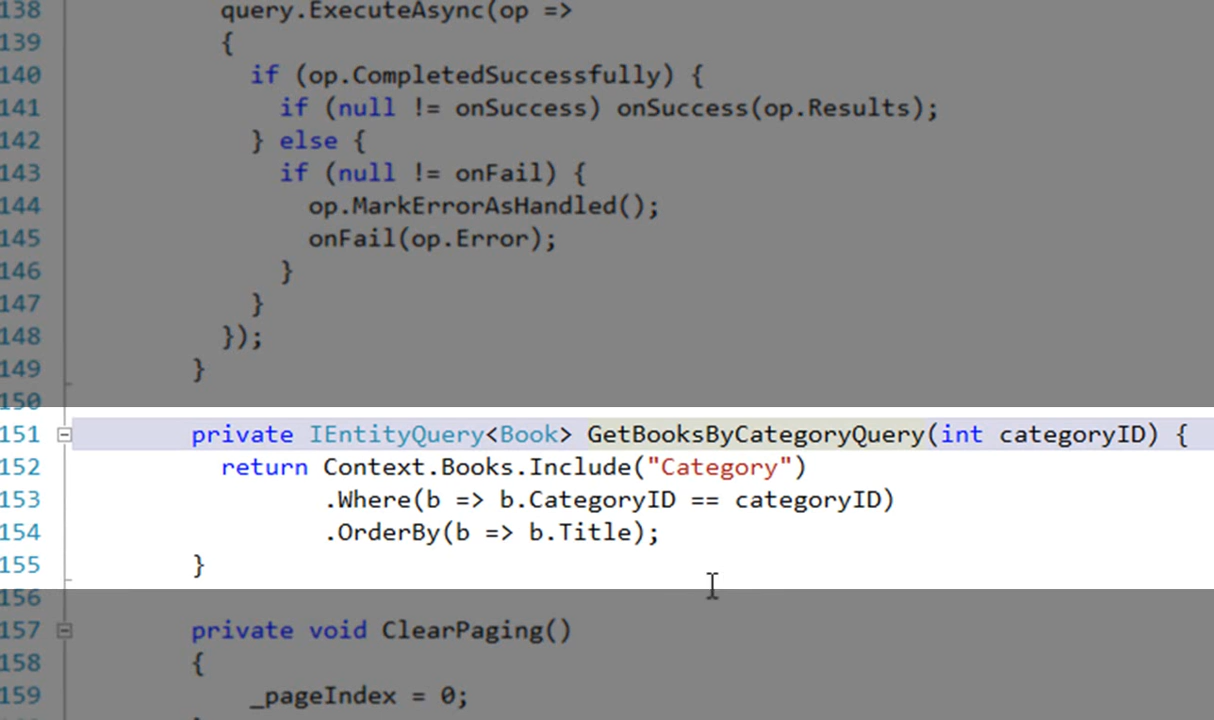 138 query.ExecuteAsync(op =>
139 {
140 if (op.CompletedSuccessfully) {
141 if (null != onSuccess) onSuccess(op.Results);
142 } else {
143 if (null != onFail) {
144 op.MarkErrorAsHandled();
145 onFail(op.Error);
146 }
147 }
148 });
149 }
150
151 private IEntityQuery<Book> GetBooksByCategoryQuery(int categoryID) {
152 return Context.Books.Include("Category")
153 .Where(b => b.CategoryID == categoryID)
154 .OrderBy(b => b.Title);
155 }
156
157 private void ClearPaging()
158 {
159 _pageIndex = 0;